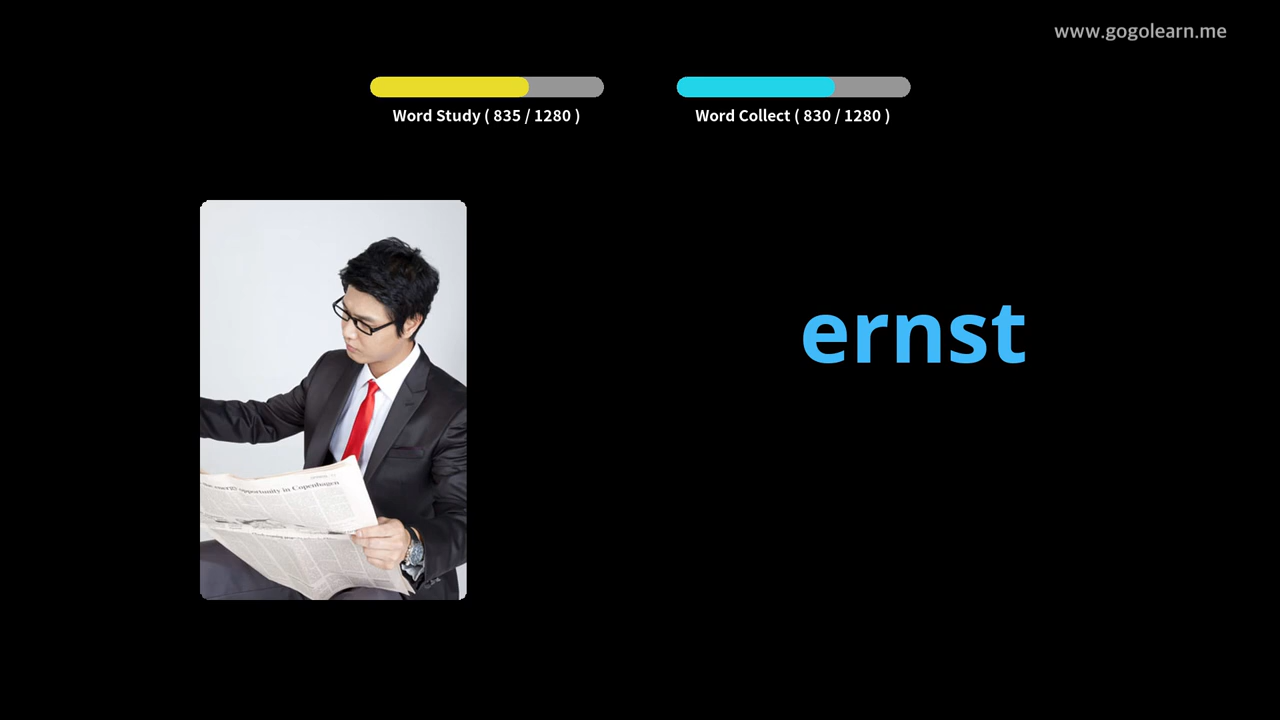 www.gogolearn.me
Word Study ( 835 / 1280 )
Word Collect ( 830 / 1280 )
ernst
opportunity in Copenhagen